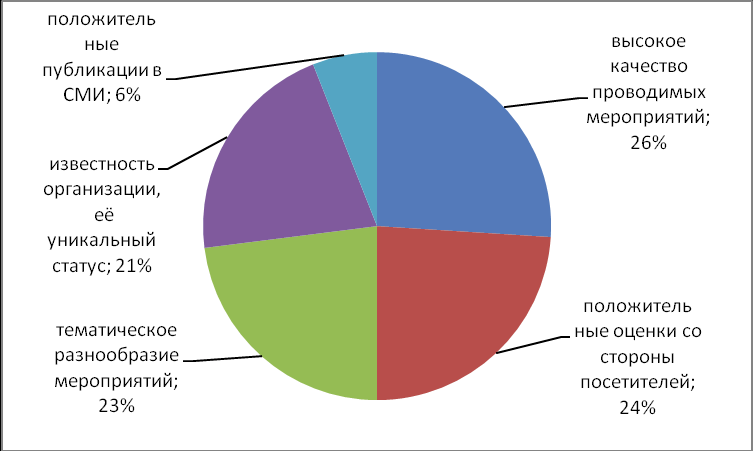 положитель
ные
публикации в
СМИ; 6%
высокое
качество
проводимых
мероприятий;
26%
известность
организации,
её
уникальный
статус; 21%
положитель
ные оценки со
стороны
посетителей;
24%
тематическое
разнообразие
мероприятий;
23%